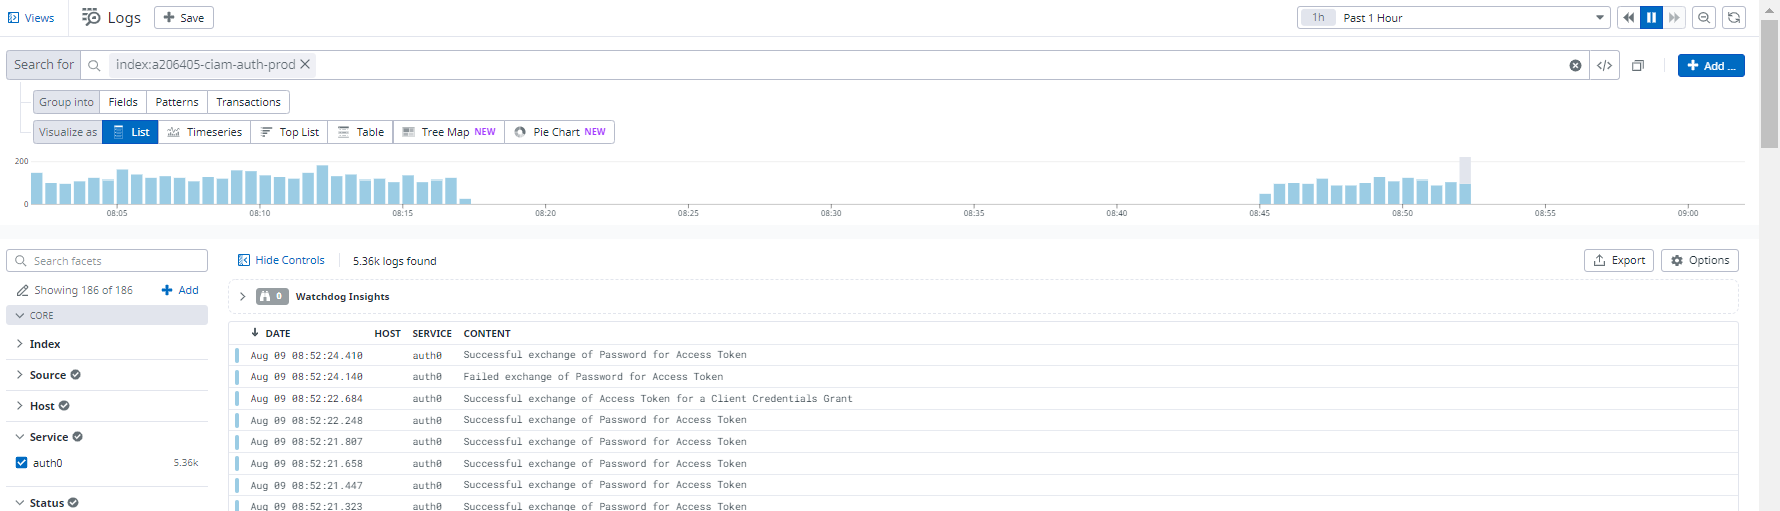 Views Logs Save 1h Past 1 Hour
Search for index:a206405-ciam-auth-prod </> Add ...
Group into Fields Patterns Transactions
Visualize as List Timeseries Top List Table Tree Map NEW Pie Chart NEW
200
0
08:05 08:10 08:15 08:20 08:25 08:30 08:35 08:40 08:45 08:50 08:55 09:00
Search facets Hide Controls 5.36k logs found Export Options
Showing 186 of 186 Add 0 Watchdog Insights
CORE
DATE HOST SERVICE CONTENT
Index
Aug 09 08:52:24.410 auth0 Successful exchange of Password for Access Token
Source Aug 09 08:52:24.140 auth0 Failed exchange of Password for Access Token
Host Aug 09 08:52:22.684 auth0 Successful exchange of Access Token for a Client Credentials Grant
Aug 09 08:52:22.248 auth0 Successful exchange of Password for Access Token
Service Aug 09 08:52:21.807 auth0 Successful exchange of Password for Access Token
auth0 5.36k Aug 09 08:52:21.658 auth0 Successful exchange of Password for Access Token
Aug 09 08:52:21.447 auth0 Successful exchange of Password for Access Token
Status Aug 09 08:52:21.323 auth0 Successful exchange of Password for Access Token